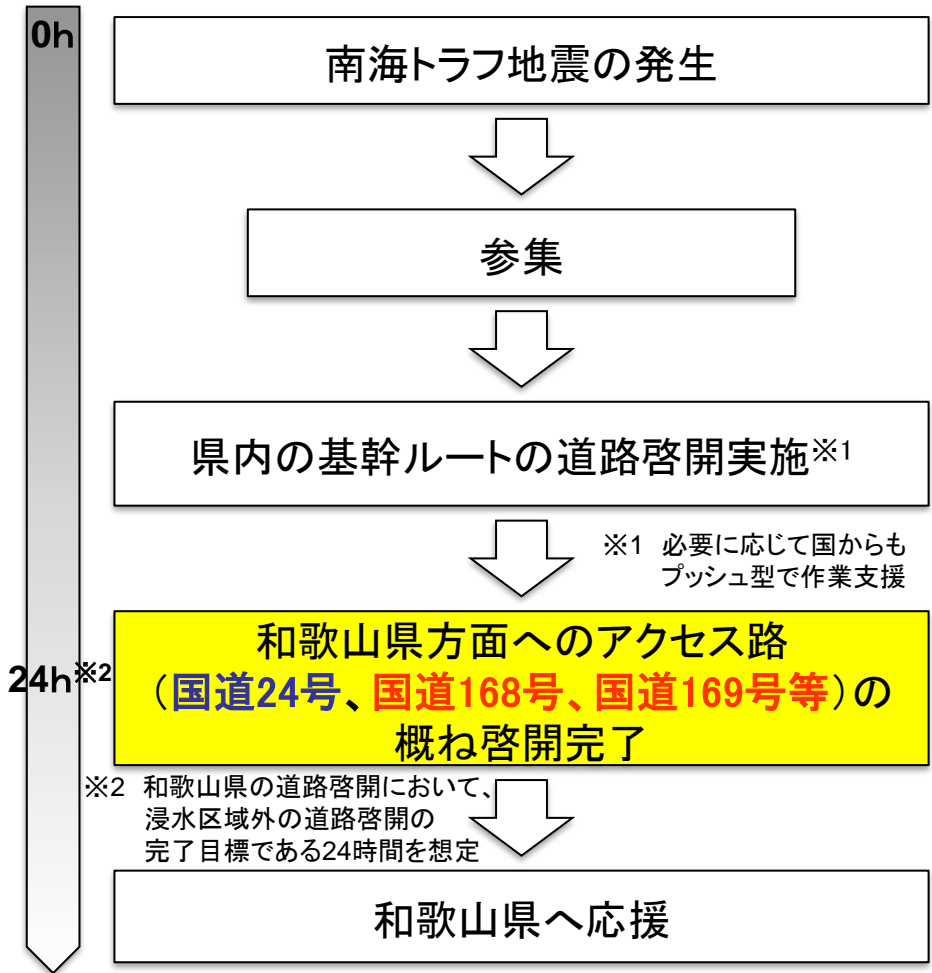 0h
南海トラフ地震の発生
参集
県内の基幹ルートの道路啓開実施※1
※1 必要に応じて国からも
プッシュ型で作業支援
24h※2
和歌山県方面へのアクセス路
（国道24号、国道168号、国道169号等）の
概ね啓開完了
※2 和歌山県の道路啓開において、
浸水区域外の道路啓開の
完了目標である24時間を想定
和歌山県へ応援